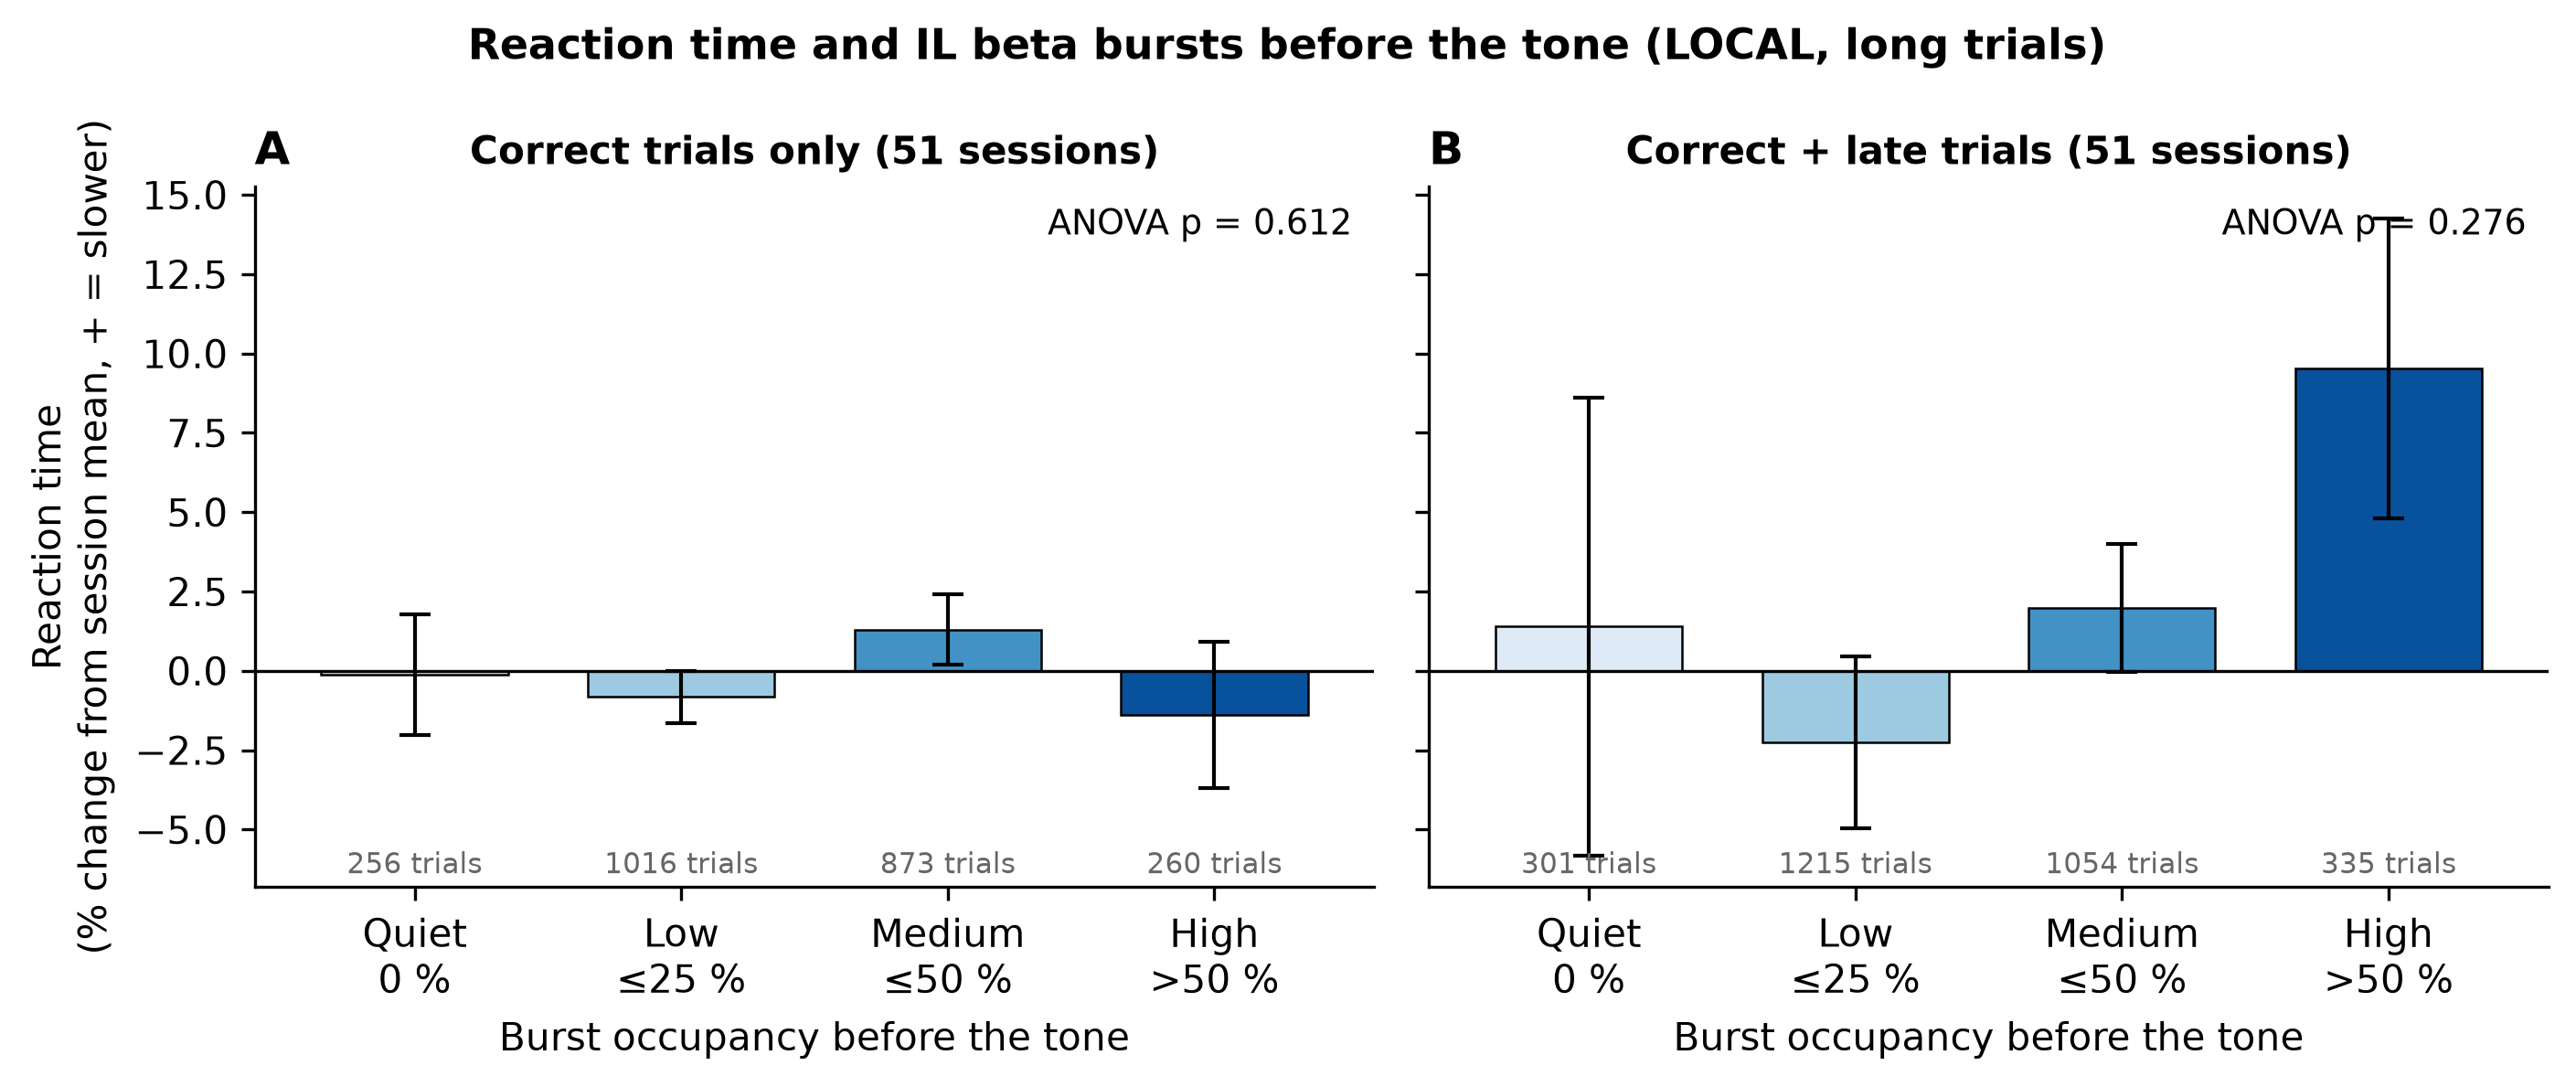 Reaction time and IL beta bursts before the tone (LOCAL, long trials)
A
Correct trials only (51 sessions)
ANOVA p = 0.612
Reaction time
(% change from session mean, + = slower)
15.0
12.5
10.0
7.5
5.0
2.5
0.0
−2.5
−5.0
256 trials
1016 trials
873 trials
260 trials
Quiet
0 %
Low
≤25 %
Medium
≤50 %
High
>50 %
Burst occupancy before the tone
B
Correct + late trials (51 sessions)
ANOVA p = 0.276
301 trials
1215 trials
1054 trials
335 trials
Quiet
0 %
Low
≤25 %
Medium
≤50 %
High
>50 %
Burst occupancy before the tone